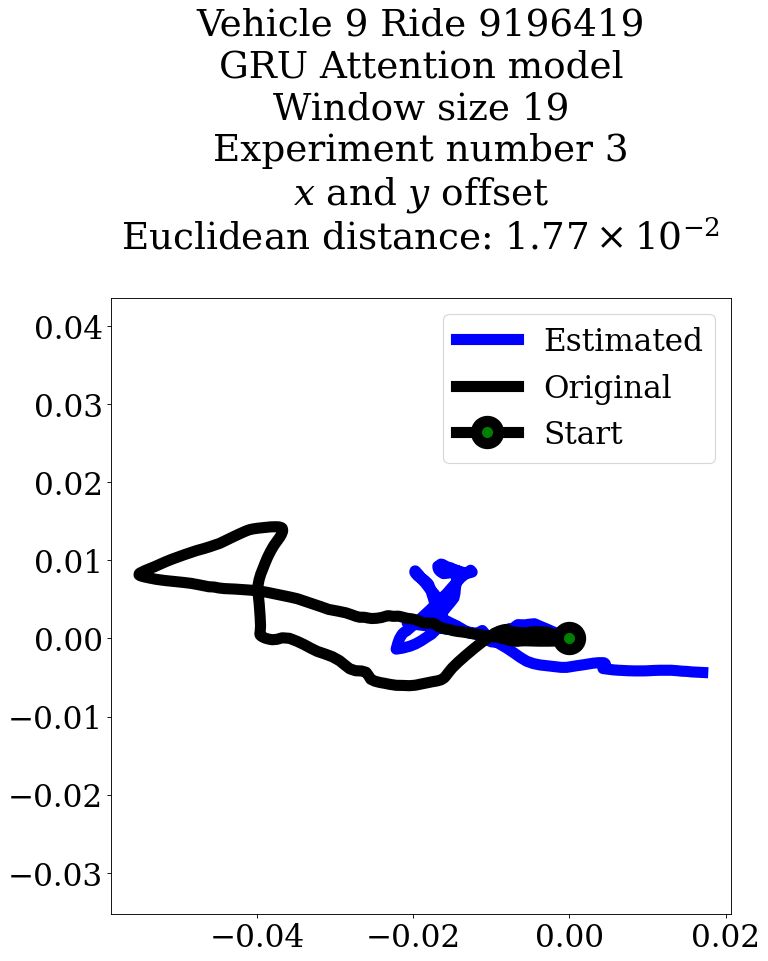 Vehicle 9 Ride 9196419
GRU Attention model
Window size 19
Experiment number 3
x and y offset
Euclidean distance: 1.77 × 10⁻²
Estimated
Original
Start
0.04
0.03
0.02
0.01
0.00
−0.01
−0.02
−0.03
−0.04 −0.02 0.00 0.02